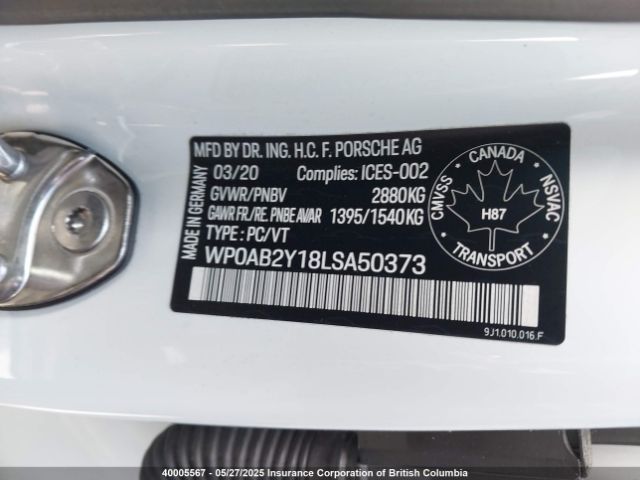 MFD BY DR. ING. H.C. F. PORSCHE AG
03/20 Complies: ICES-002
GVWR/PNBV 2880KG
GAWR FR./RE. PNBE AVAR 1395/1540KG
TYPE: PC/VT
WP0AB2Y18LSA50373
MADE IN GERMANY
CANADA
CMVSS
NSVAC
H87
TRANSPORT
9J1.010.016.F
40005567 - 05/27/2025 Insurance Corporation of British Columbia